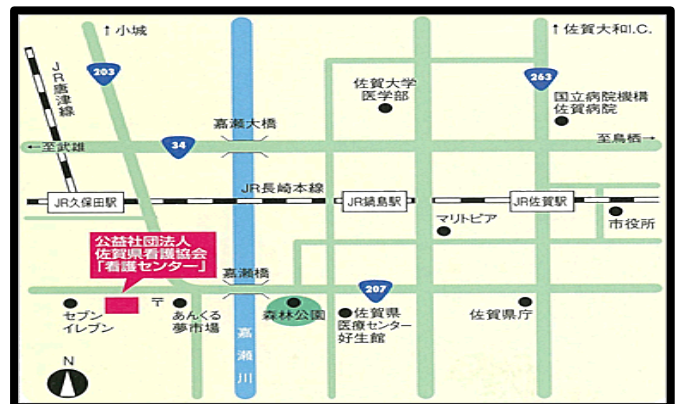 ↑小城
↑佐賀大和I.C.
JR唐津線
203
263
佐賀大学
医学部
国立病院機構
佐賀病院
嘉瀬大橋
34
←至武雄
至鳥栖→
JR長崎本線
JR久保田駅
JR鍋島駅
JR佐賀駅
マリトピア
市役所
公益社団法人
佐賀県看護協会
「看護センター」
嘉瀬橋
207
セブン
イレブン
〒
あんくる
夢市場
森林公園
佐賀県
医療センター
好生館
佐賀県庁
嘉瀬川
N